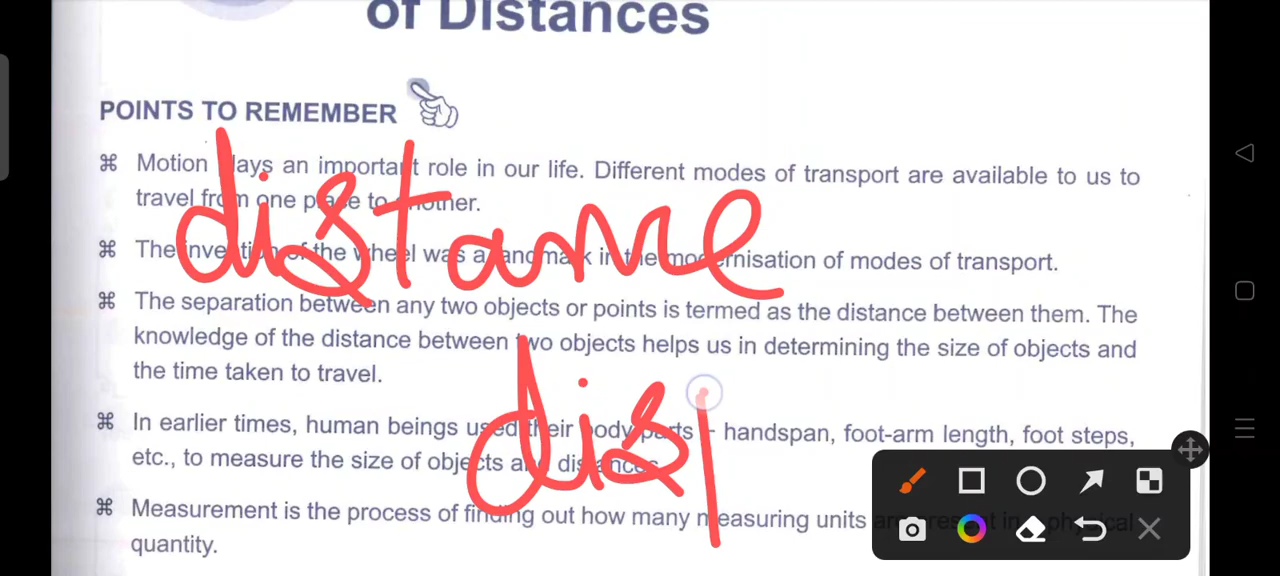 of Distances
POINTS TO REMEMBER
⌘ Motion plays an important role in our life. Different modes of transport are available to us to
travel from one place to another.
distance
⌘ The invention of the wheel was a landmark in the modernisation of modes of transport.
⌘ The separation between any two objects or points is termed as the distance between them. The
knowledge of the distance between two objects helps us in determining the size of objects and
the time taken to travel.
disp
⌘ In earlier times, human beings used their body parts – handspan, foot-arm length, foot steps,
etc., to measure the size of objects and distances.
⌘ Measurement is the process of finding out how many measuring units are present in a physical
quantity.